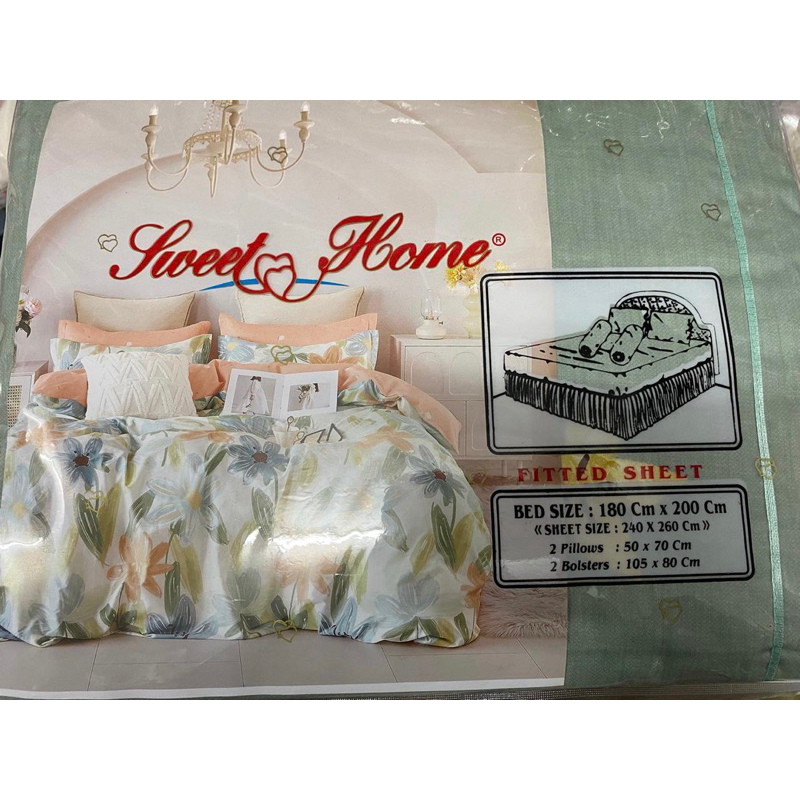 Sweet Home®
FITTED SHEET
BED SIZE : 180 Cm x 200 Cm
《SHEET SIZE : 240 X 260 Cm》
2 Pillows : 50 x 70 Cm
2 Bolsters : 105 x 80 Cm